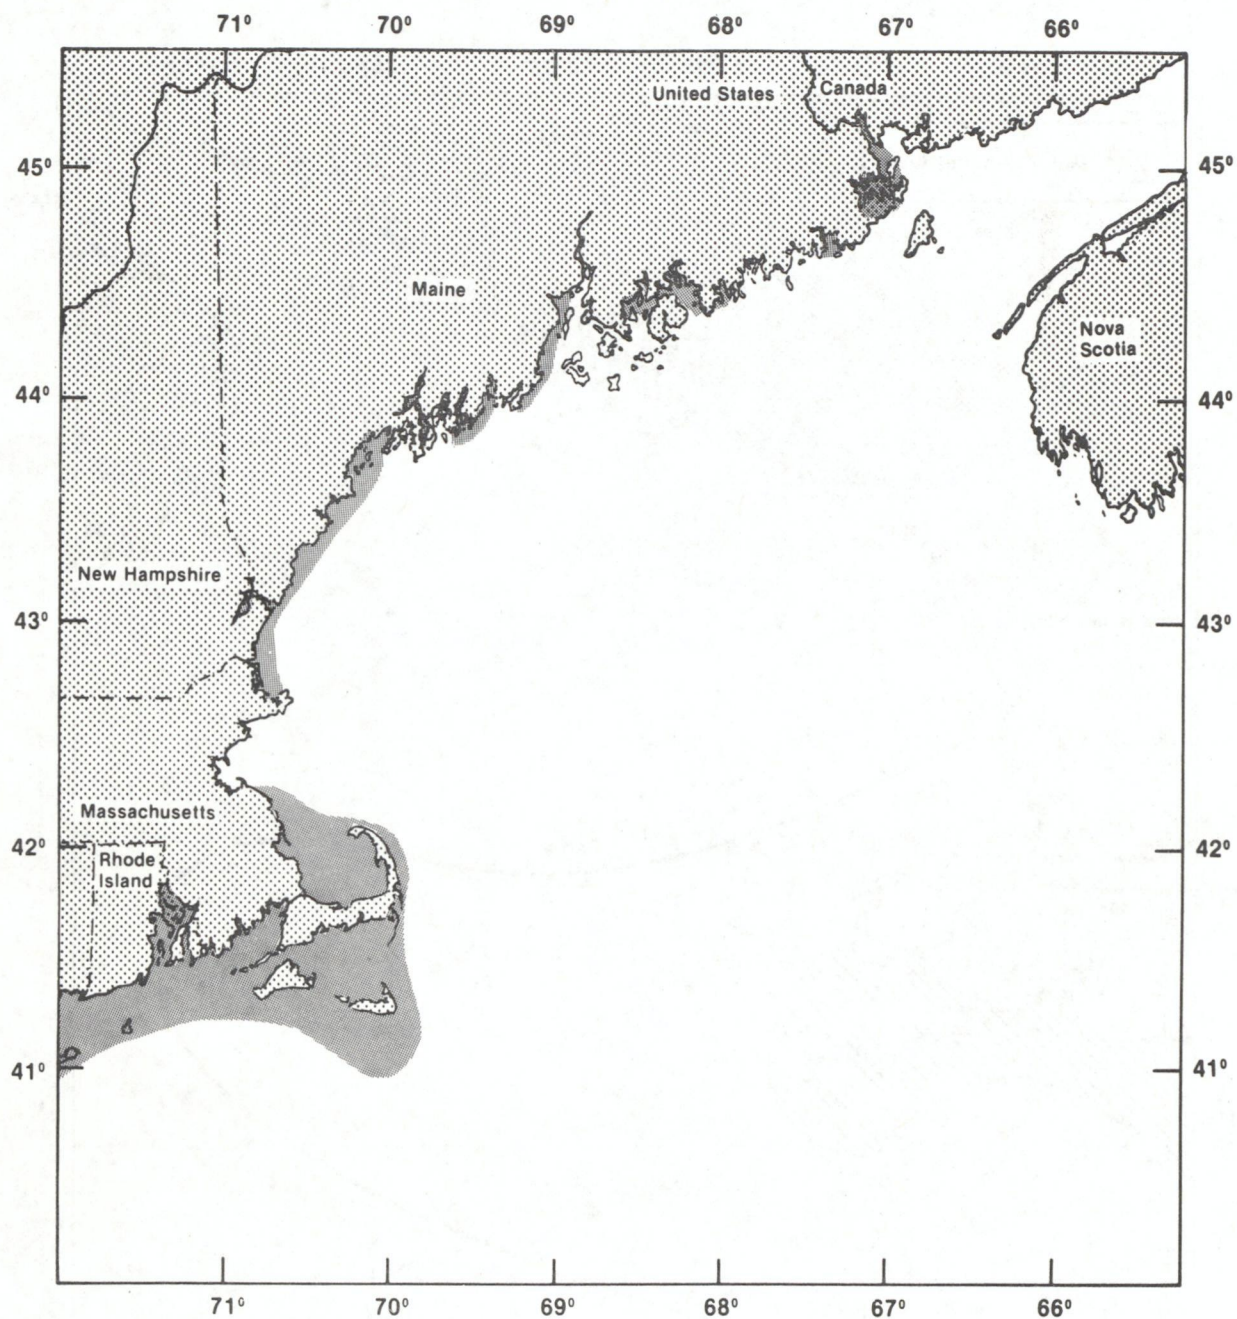 71° 70° 69° 68° 67° 66°
United States
Canada
45° 45°
Maine
Nova
Scotia
44° 44°
New Hampshire
43° 43°
Massachusetts
42° 42°
Rhode
Island
41° 41°
71° 70° 69° 68° 67° 66°